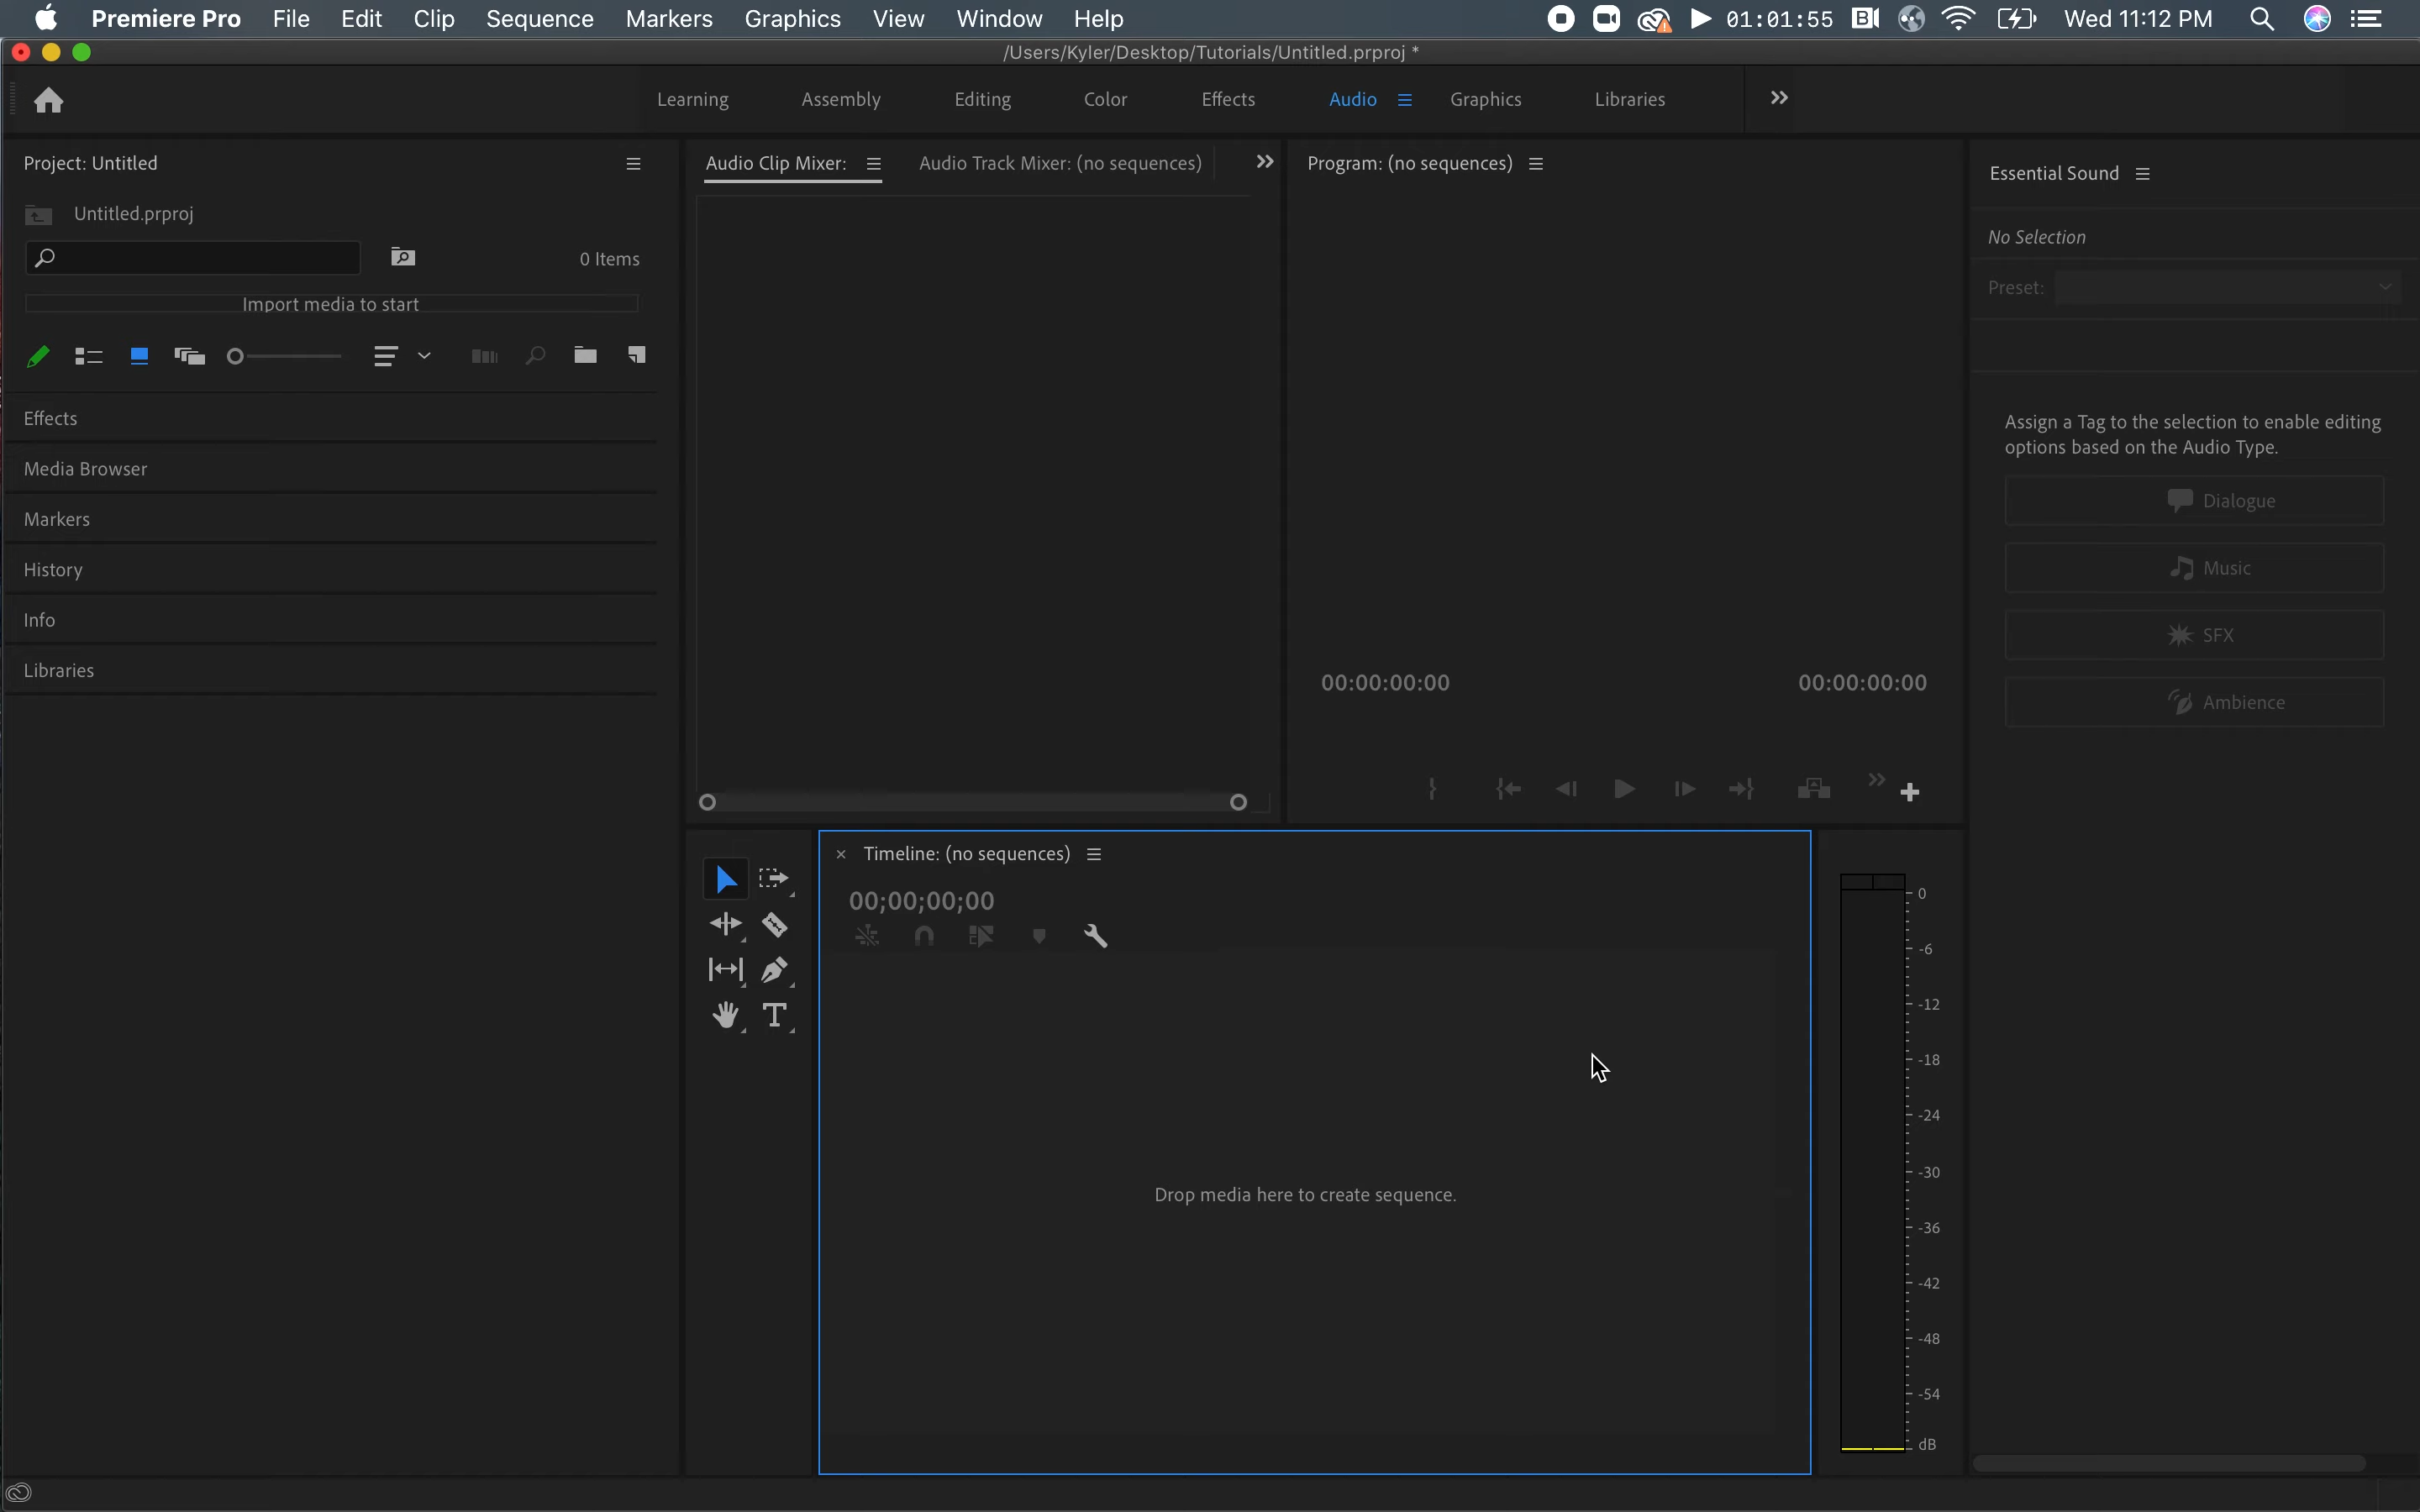 Premiere Pro File Edit Clip Sequence Markers Graphics View Window Help 01:01:55 Wed 11:12 PM
/Users/Kyler/Desktop/Tutorials/Untitled.prproj *
Learning Assembly Editing Color Effects Audio Graphics Libraries
Project: Untitled
Untitled.prproj
0 Items
Import media to start
Effects
Media Browser
Markers
History
Info
Libraries
Audio Clip Mixer: Audio Track Mixer: (no sequences)
Program: (no sequences)
00:00:00:00 00:00:00:00
Essential Sound
No Selection
Preset:
Assign a Tag to the selection to enable editing
options based on the Audio Type.
Dialogue
Music
SFX
Ambience
Timeline: (no sequences)
00;00;00;00
Drop media here to create sequence.
0
-6
-12
-18
-24
-30
-36
-42
-48
-54
dB